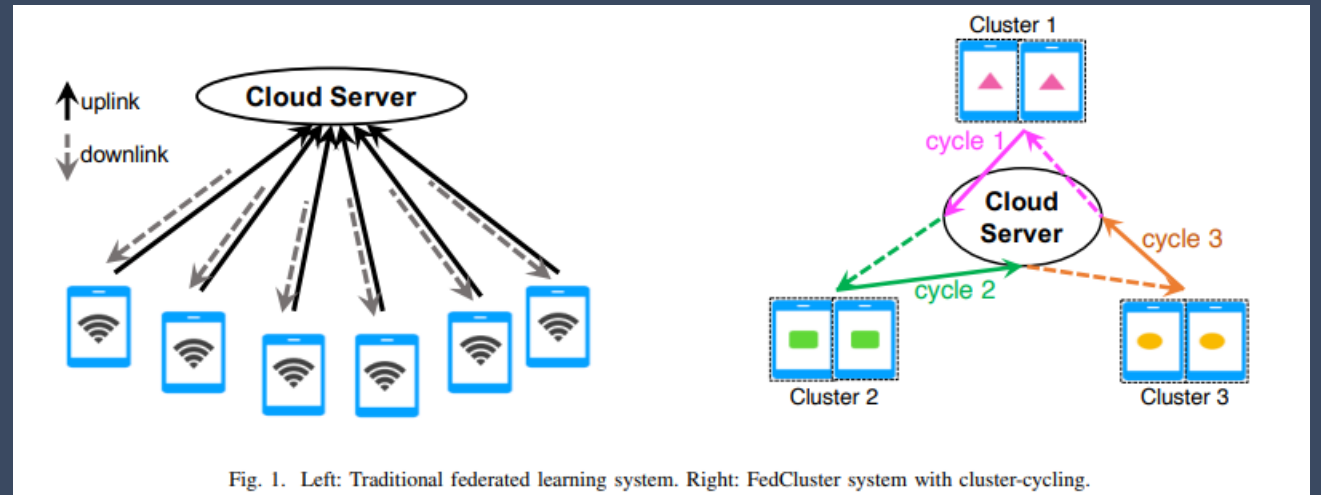 Cloud Server
uplink
downlink
Cluster 1
cycle 1
Cloud
Server
cycle 3
cycle 2
Cluster 2
Cluster 3
Fig. 1. Left: Traditional federated learning system. Right: FedCluster system with cluster-cycling.